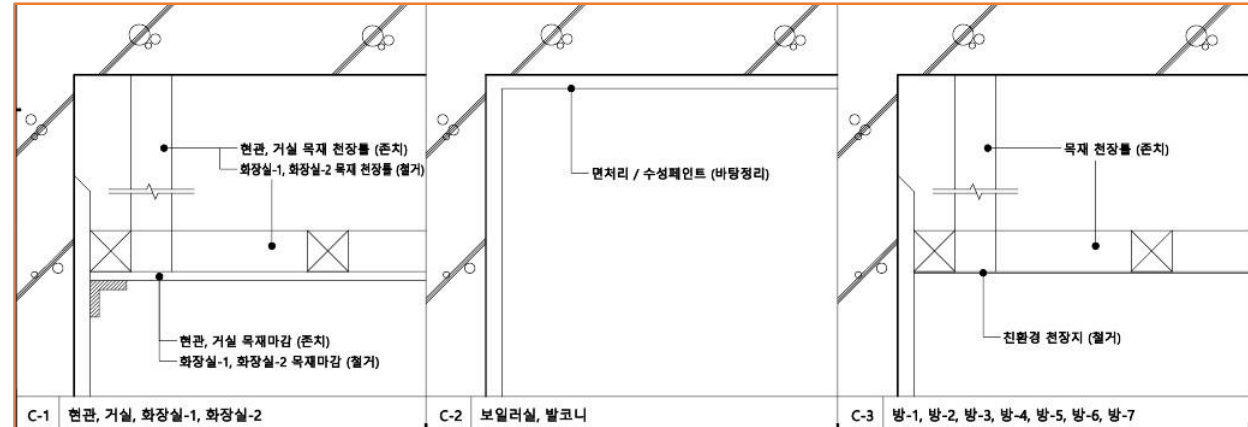 현관, 거실 목재 천장틀 (존치)
화장실-1, 화장실-2 목재 천장틀 (철거)
현관, 거실 목재마감 (존치)
화장실-1, 화장실-2 목재마감 (철거)
C-1 현관, 거실, 화장실-1, 화장실-2
면처리 / 수성페인트 (바탕정리)
C-2 보일러실, 발코니
목재 천장틀 (존치)
친환경 천장지 (철거)
C-3 방-1, 방-2, 방-3, 방-4, 방-5, 방-6, 방-7